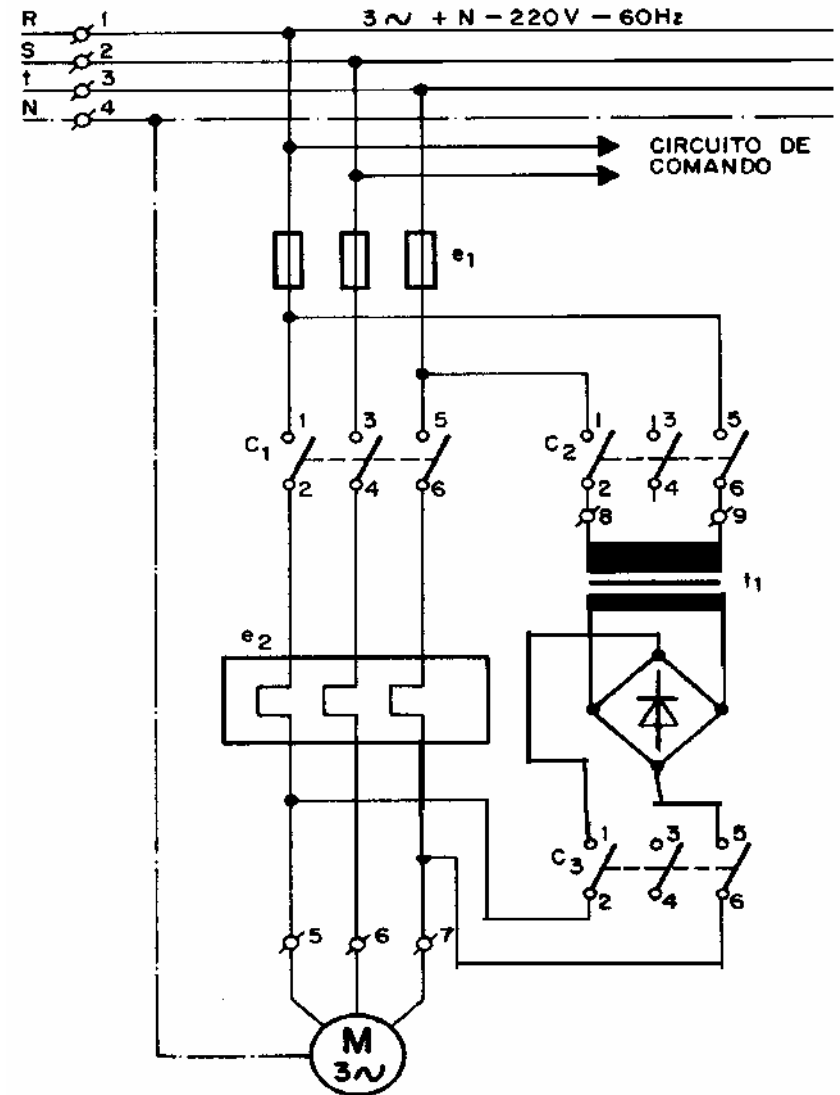 R 1 3 ~ + N - 220V - 60Hz
S 2
t 3
N 4
CIRCUITO DE
COMANDO
e1
1 3 5 1 3 5
C1 C2
2 4 6 2 4 6
8 9
t1
e2
1 3 5
C3
2 4 6
5 6 7
M
3~